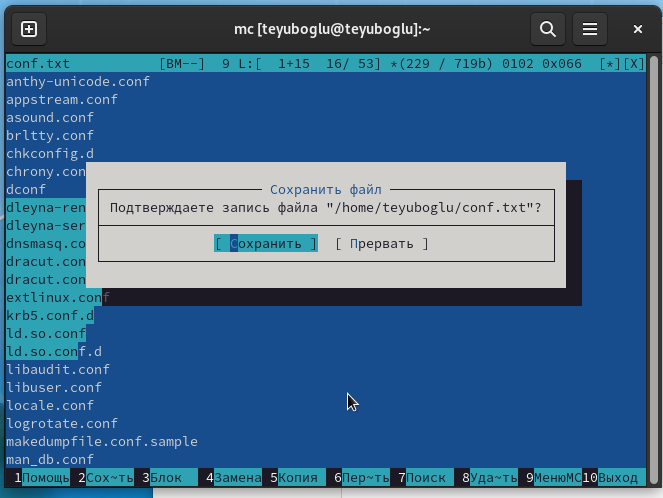 mc [teyuboglu@teyuboglu]:~
conf.txt [BM--] 9 L:[ 1+15 16/ 53] *(229 / 719b) 0102 0x066 [*][X]
anthy-unicode.conf
appstream.conf
asound.conf
brltty.conf
chkconfig.d
chrony.con
dconf
Сохранить файл
dleyna-ren
Подтверждаете запись файла "/home/teyuboglu/conf.txt"?
dleyna-ser
dnsmasq.co
[ Сохранить ] [ Прервать ]
dracut.con
dracut.con
extlinux.conf
krb5.conf.d
ld.so.conf
ld.so.conf.d
libaudit.conf
libuser.conf
locale.conf
logrotate.conf
makedumpfile.conf.sample
man_db.conf
1Помощь 2Сох~ть 3Блок 4Замена 5Копия 6Пер~ть 7Поиск 8Уда~ть 9МенюMC 10Выход